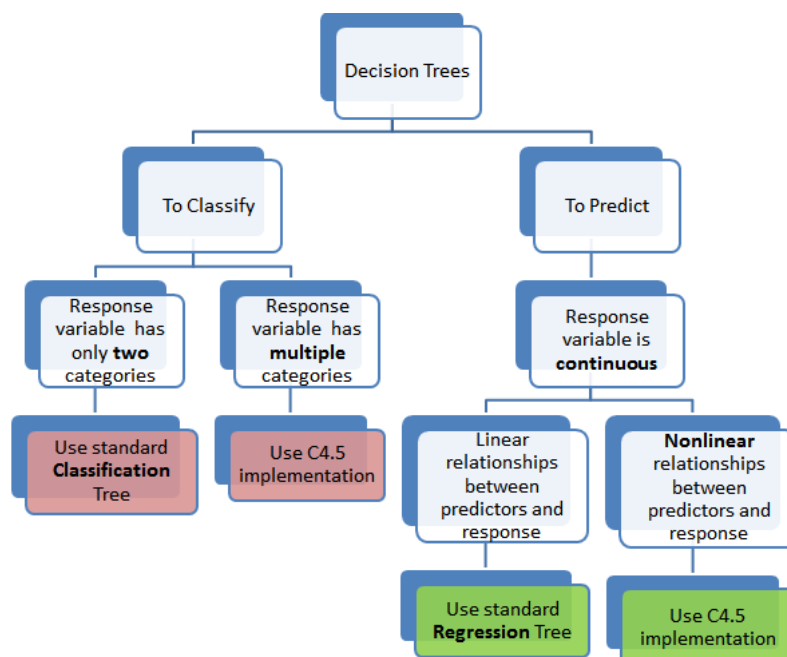 Decision Trees
To Classify
To Predict
Response
variable has
only two
categories
Response
variable has
multiple
categories
Response
variable is
continuous
Use standard
Classification
Tree
Use C4.5
implementation
Linear
relationships
between
predictors and
response
Nonlinear
relationships
between
predictors and
response
Use standard
Regression Tree
Use C4.5
implementation